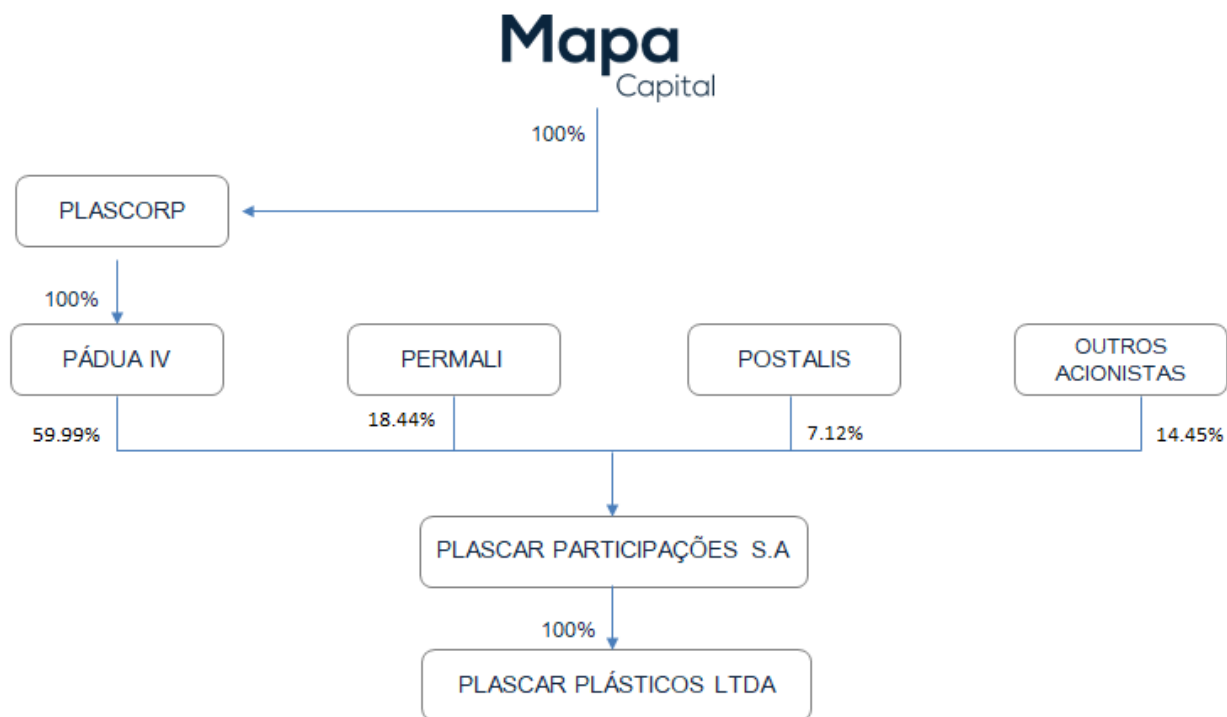 Mapa
Capital
100%
PLASCORP
100%
PÁDUA IV
PERMALI
POSTALIS
OUTROS
ACIONISTAS
59.99%
18.44%
7.12%
14.45%
PLASCAR PARTICIPAÇÕES S.A
100%
PLASCAR PLÁSTICOS LTDA